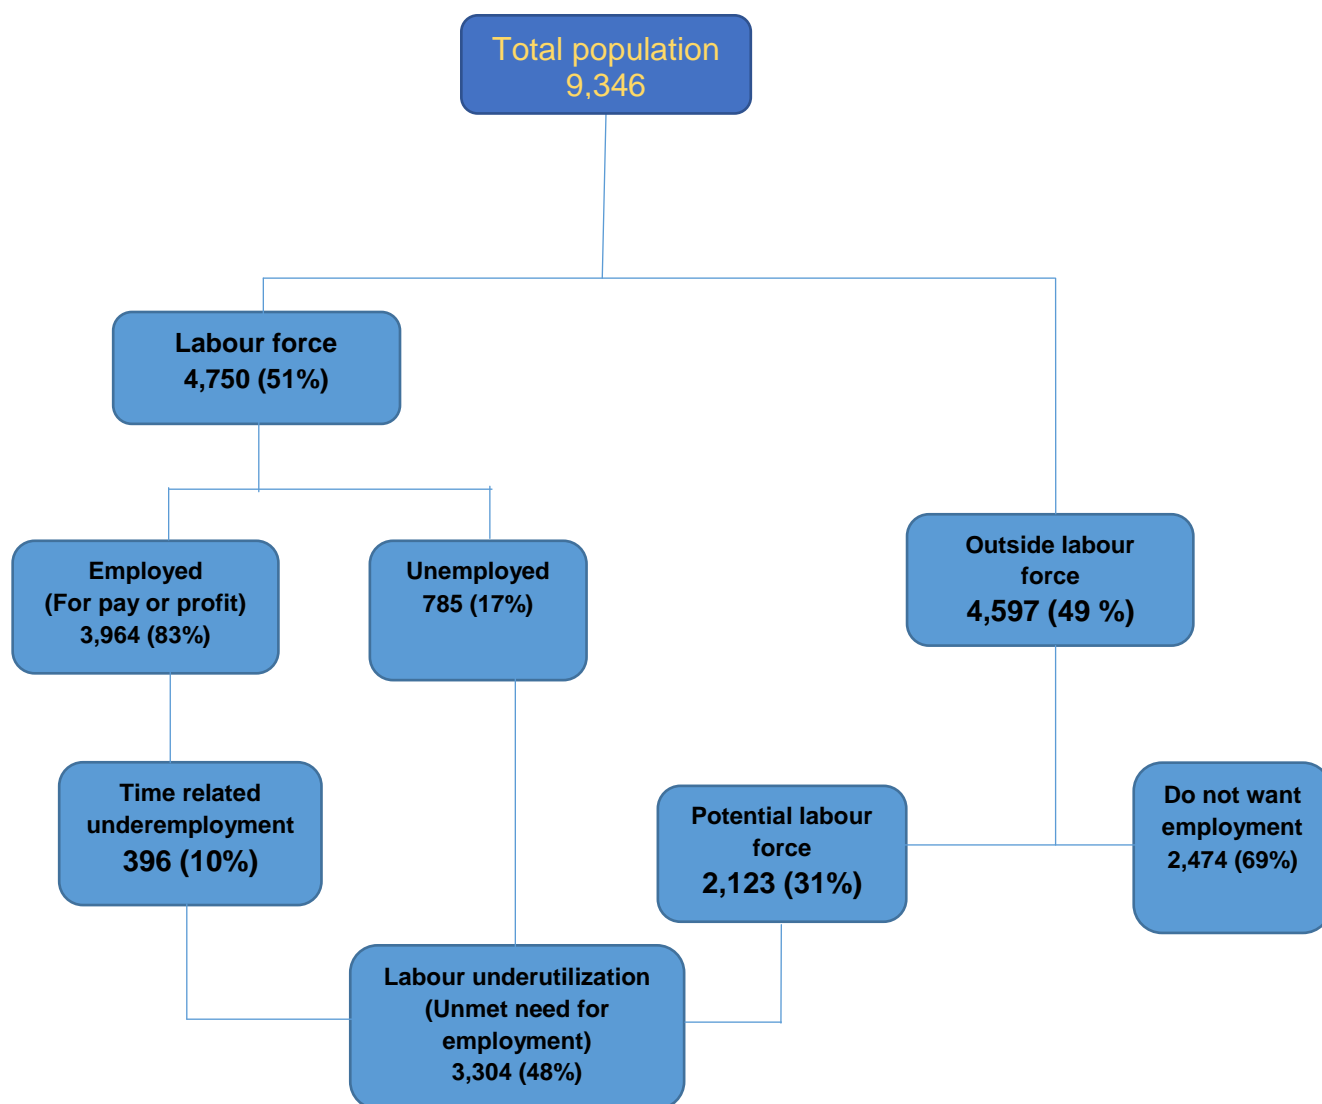 Total population
9,346
Labour force
4,750 (51%)
Employed
(For pay or profit)
3,964 (83%)
Unemployed
785 (17%)
Outside labour
force
4,597 (49 %)
Time related
underemployment
396 (10%)
Potential labour
force
2,123 (31%)
Do not want
employment
2,474 (69%)
Labour underutilization
(Unmet need for
employment)
3,304 (48%)